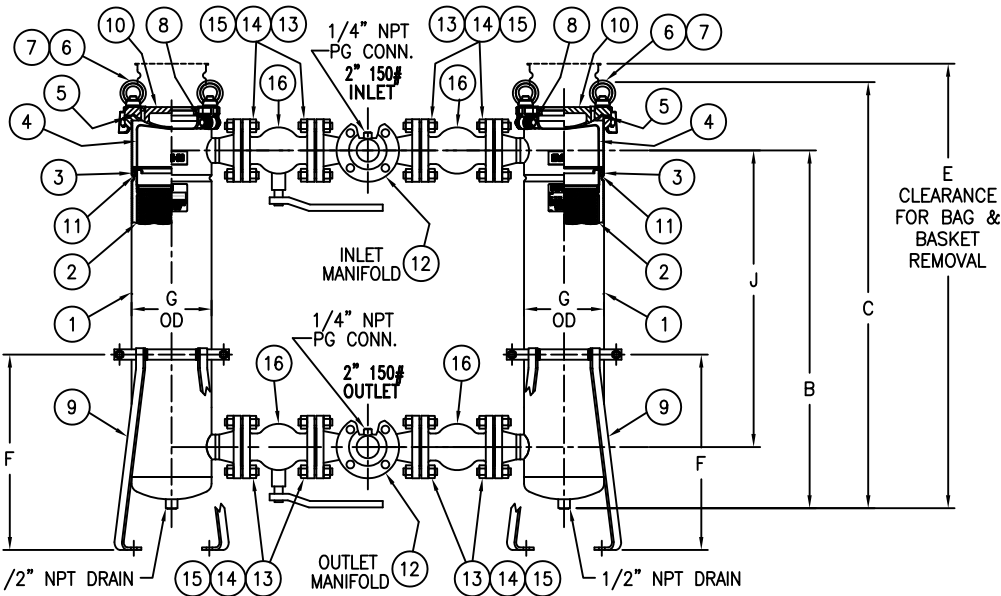 10 8 15 14 13 1/4" NPT 13 14 15 8 10
PG CONN.
7 6 6 7
2" 150#
INLET
16 16
5 5
4 4
3 3
E
CLEARANCE
FOR BAG &
BASKET
REMOVAL
11 11
2 2
INLET
MANIFOLD 12
J
C
G
OD
G
OD
1 1
1/4" NPT
PG CONN.
B
16 2" 150#
OUTLET
16
9 9
F F
/2" NPT DRAIN
15 14 13
OUTLET
MANIFOLD 12
13 14 15
1/2" NPT DRAIN